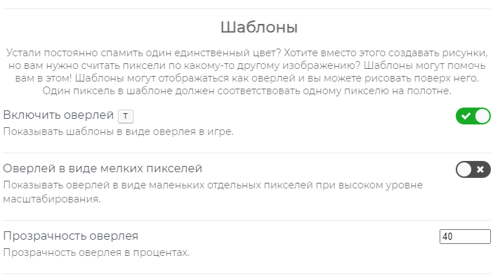 Шаблоны
Устали постоянно спамить один единственный цвет? Хотите вместо этого создавать рисунки,
но вам нужно считать пиксели по какому-то другому изображению? Шаблоны могут помочь
вам в этом! Шаблоны могут отображаться как оверлей и вы можете рисовать поверх него.
Один пиксель в шаблоне должен соответствовать одному пикселю на полотне.
Включить оверлей T
Показывать шаблоны в виде оверлея в игре.
Оверлей в виде мелких пикселей
Показывать оверлей в виде маленьких отдельных пикселей при высоком уровне
масштабирования.
Прозрачность оверлея 40
Прозрачность оверлея в процентах.